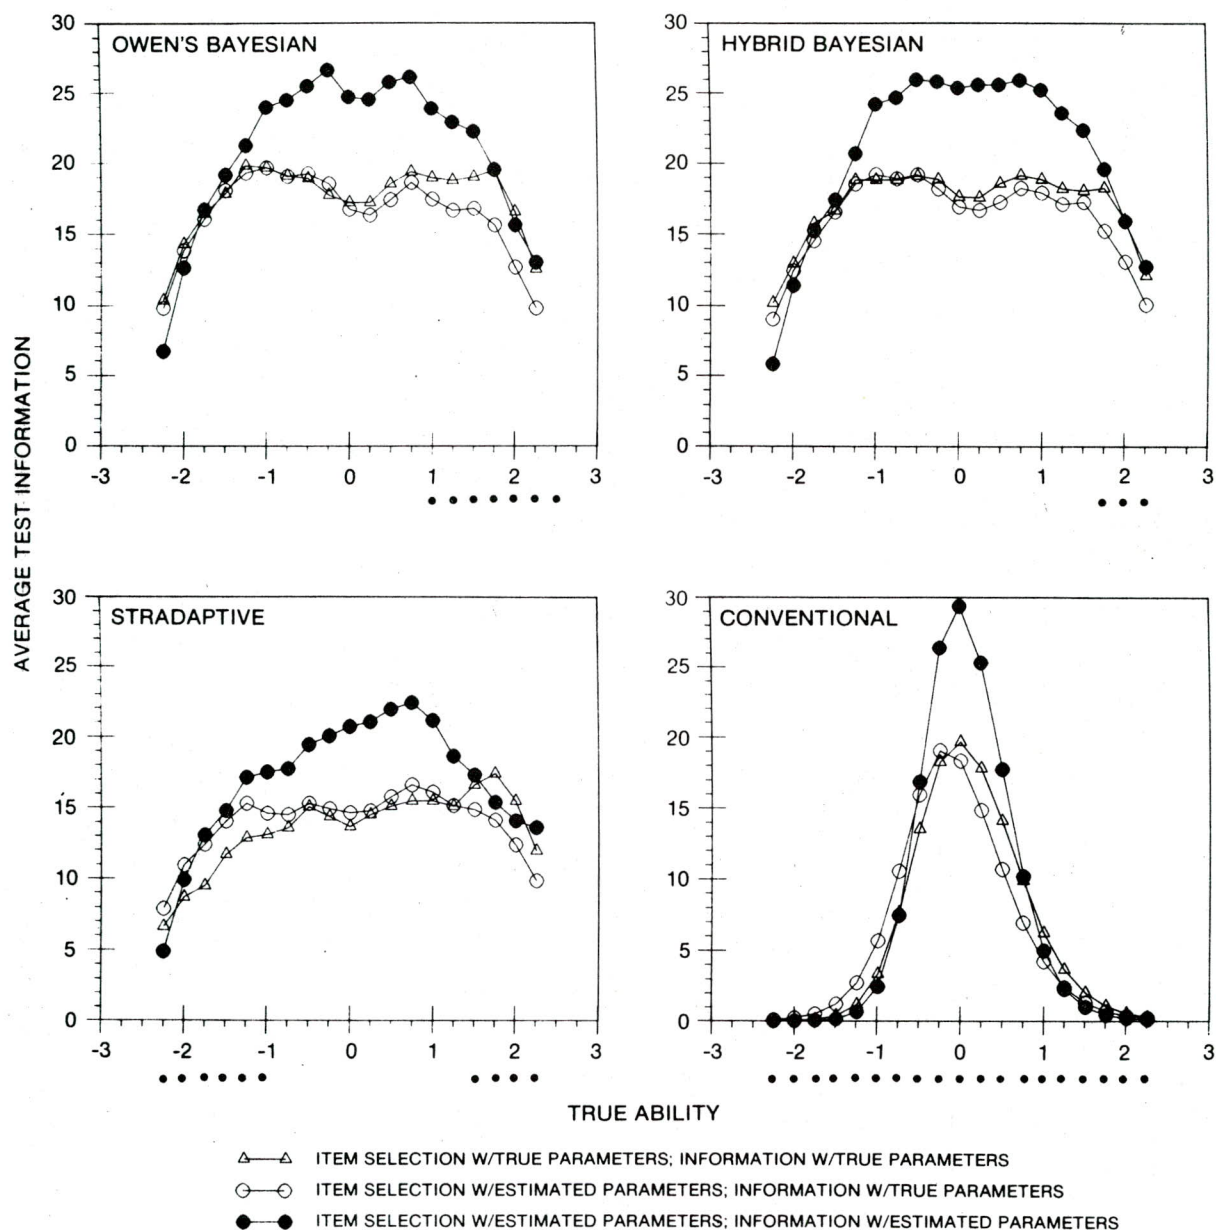 AVERAGE TEST INFORMATION
OWEN'S BAYESIAN
30
25
20
15
10
5
0
-3 -2 -1 0 1 2 3
HYBRID BAYESIAN
30
25
20
15
10
5
0
-3 -2 -1 0 1 2 3
STRADAPTIVE
30
25
20
15
10
5
0
-3 -2 -1 0 1 2 3
CONVENTIONAL
30
25
20
15
10
5
0
-3 -2 -1 0 1 2 3
TRUE ABILITY
ITEM SELECTION W/TRUE PARAMETERS; INFORMATION W/TRUE PARAMETERS
ITEM SELECTION W/ESTIMATED PARAMETERS; INFORMATION W/TRUE PARAMETERS
ITEM SELECTION W/ESTIMATED PARAMETERS; INFORMATION W/ESTIMATED PARAMETERS